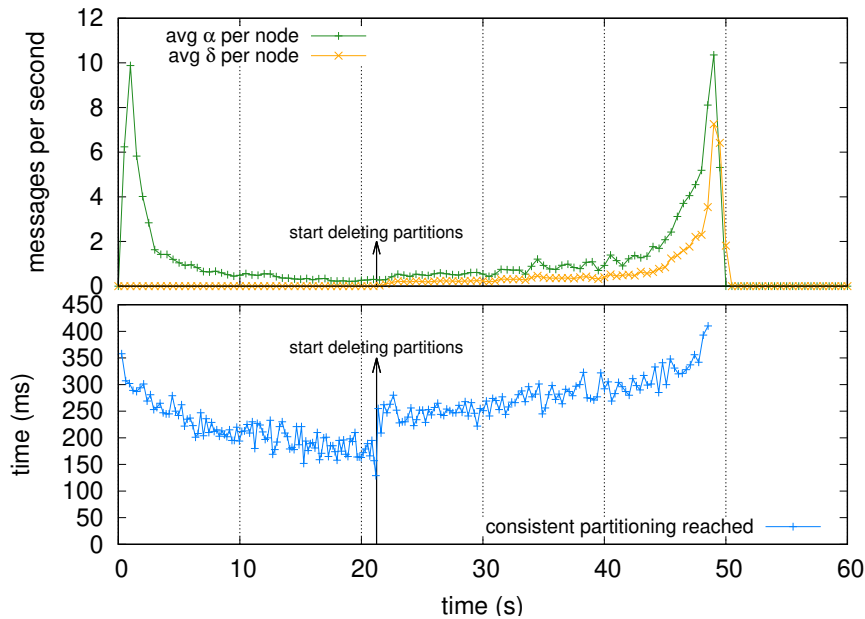 12
10
8
6
4
2
0
messages per second
avg α per node
avg δ per node
start deleting partitions
450
400
350
300
250
200
150
100
50
0
time (ms)
start deleting partitions
consistent partitioning reached
0 10 20 30 40 50 60
time (s)